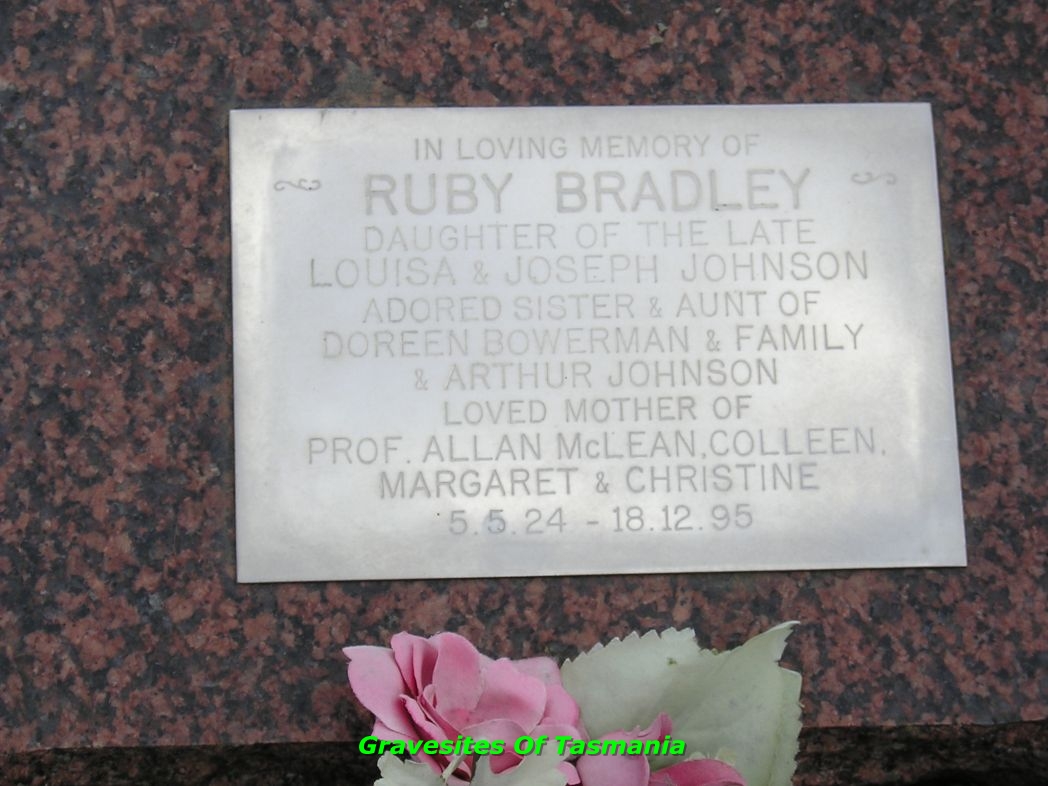 IN LOVING MEMORY OF
RUBY BRADLEY
DAUGHTER OF THE LATE
LOUISA & JOSEPH JOHNSON
ADORED SISTER & AUNT OF
DOREEN BOWERMAN & FAMILY
& ARTHUR JOHNSON
LOVED MOTHER OF
PROF. ALLAN McLEAN, COLLEEN,
MARGARET & CHRISTINE
5.5.24 - 18.12.95
Gravesites Of Tasmania